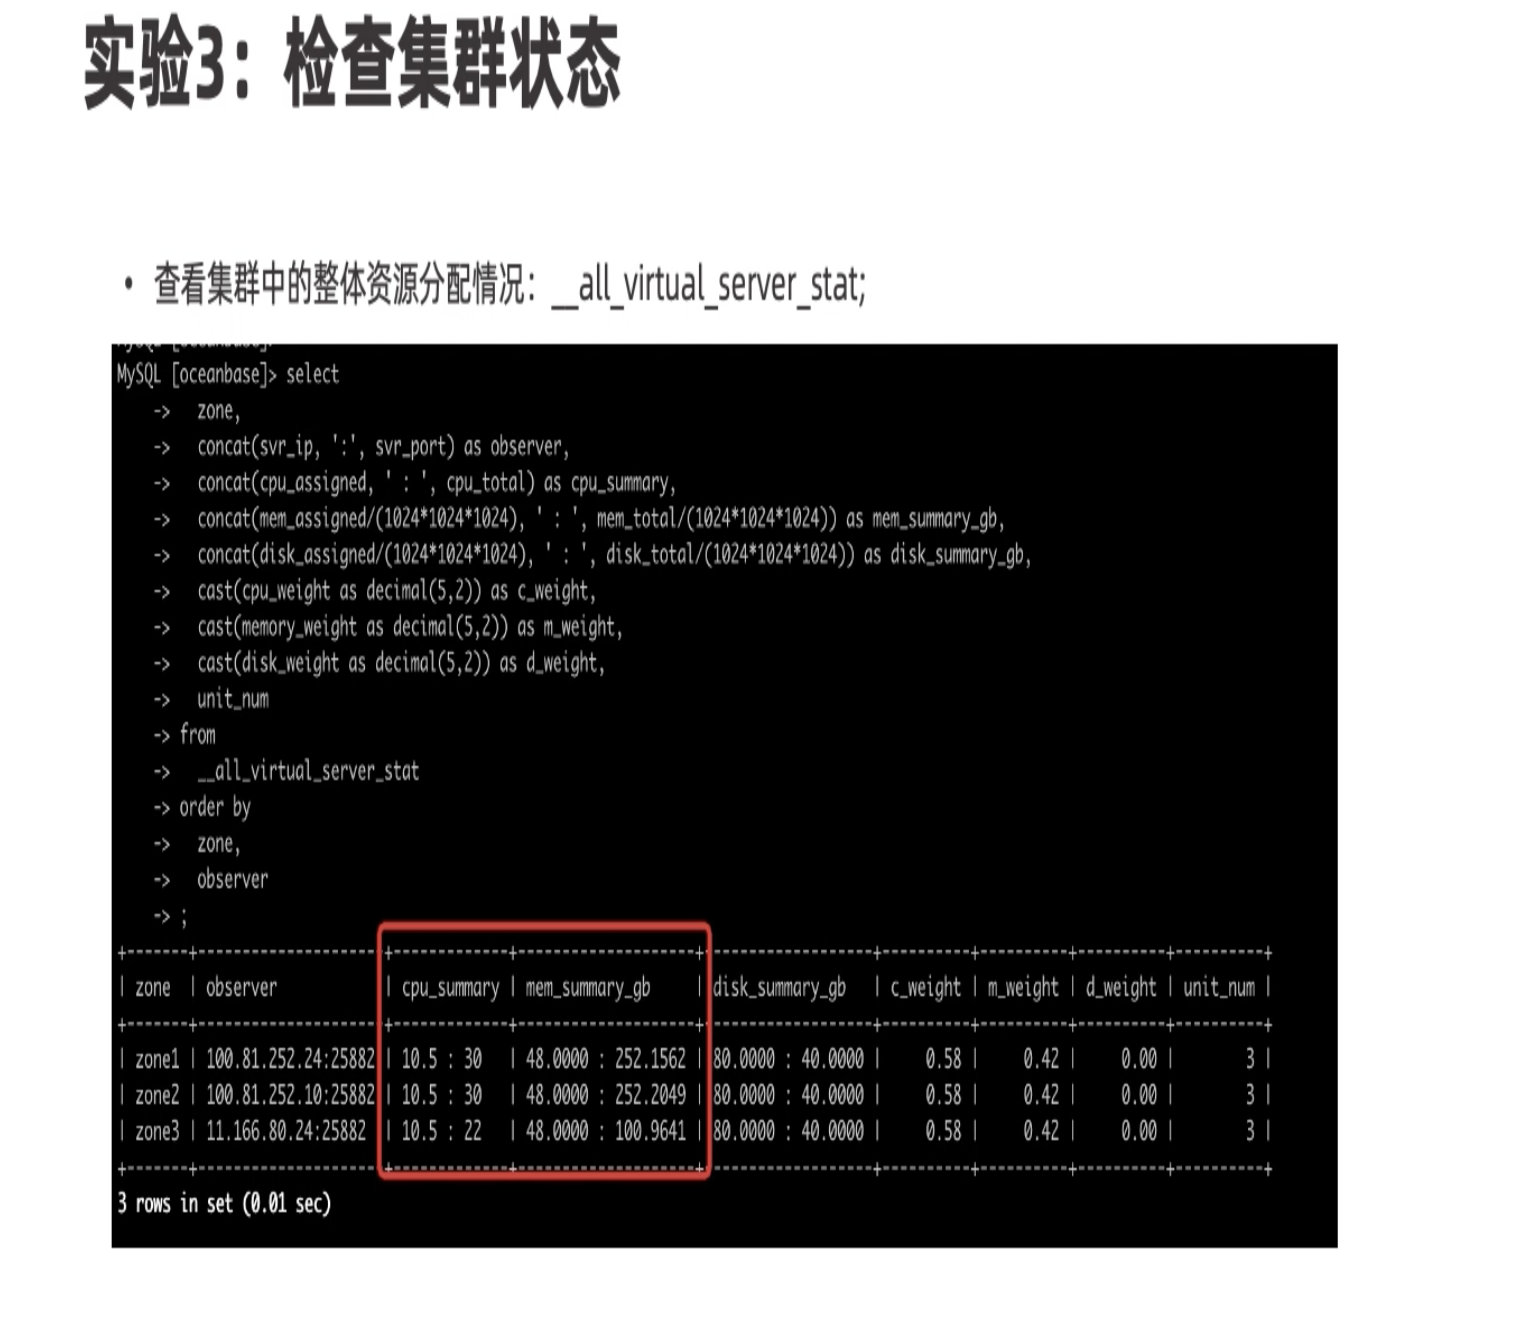 实验3：检查集群状态
• 查看集群中的整体资源分配情况：__all_virtual_server_stat;
MySQL [oceanbase]> select
    ->   zone,
    ->   concat(svr_ip, ':', svr_port) as observer,
    ->   concat(cpu_assigned, ' : ', cpu_total) as cpu_summary,
    ->   concat(mem_assigned/(1024*1024*1024), ' : ', mem_total/(1024*1024*1024)) as mem_summary_gb,
    ->   concat(disk_assigned/(1024*1024*1024), ' : ', disk_total/(1024*1024*1024)) as disk_summary_gb,
    ->   cast(cpu_weight as decimal(5,2)) as c_weight,
    ->   cast(memory_weight as decimal(5,2)) as m_weight,
    ->   cast(disk_weight as decimal(5,2)) as d_weight,
    ->   unit_num
    -> from
    ->   __all_virtual_server_stat
    -> order by
    ->   zone,
    ->   observer
    -> ;
+-------+---------------------+-------------+---------------------+-------------------+----------+----------+----------+----------+
| zone  | observer            | cpu_summary | mem_summary_gb      | disk_summary_gb   | c_weight | m_weight | d_weight | unit_num |
+-------+---------------------+-------------+---------------------+-------------------+----------+----------+----------+----------+
| zone1 | 100.81.252.24:25882 | 10.5 : 30   | 48.0000 : 252.1562 | 80.0000 : 40.0000 |     0.58 |     0.42 |     0.00 |        3 |
| zone2 | 100.81.252.10:25882 | 10.5 : 30   | 48.0000 : 252.2049 | 80.0000 : 40.0000 |     0.58 |     0.42 |     0.00 |        3 |
| zone3 | 11.166.80.24:25882  | 10.5 : 22   | 48.0000 : 100.9641 | 80.0000 : 40.0000 |     0.58 |     0.42 |     0.00 |        3 |
+-------+---------------------+-------------+---------------------+-------------------+----------+----------+----------+----------+
3 rows in set (0.01 sec)